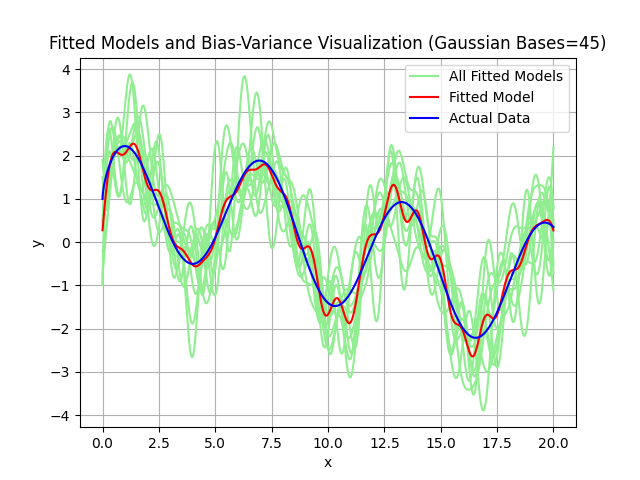 Fitted Models and Bias-Variance Visualization (Gaussian Bases=45)
All Fitted Models
Fitted Model
Actual Data
4
3
2
1
0
−1
−2
−3
−4
y
0.0 2.5 5.0 7.5 10.0 12.5 15.0 17.5 20.0
x